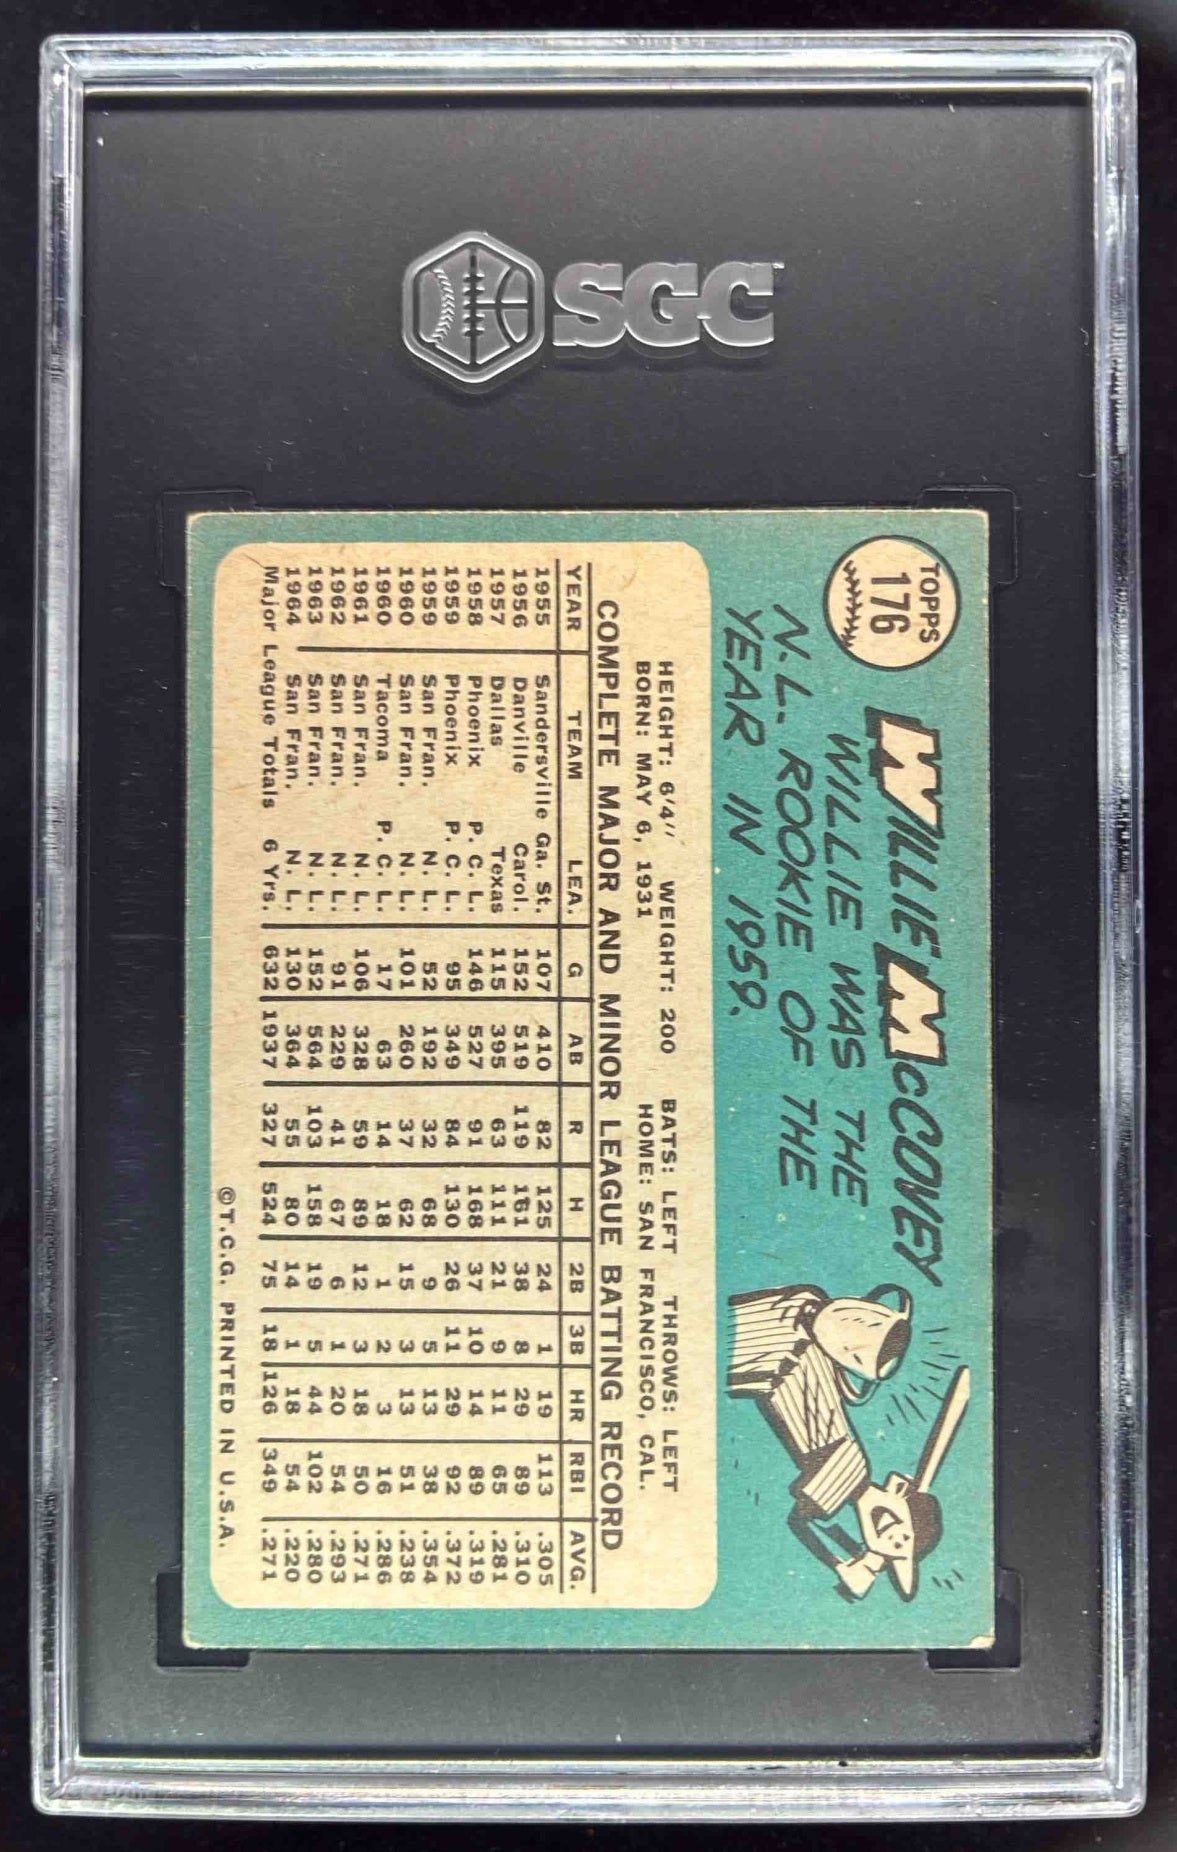 SGC
TOPPS
176
WILLIE McCOVEY
WILLIE WAS THE
N.L. ROOKIE OF THE
YEAR IN 1959.
HEIGHT: 6'4" WEIGHT: 200 BATS: LEFT THROWS: LEFT
BORN: MAY 6, 1931 HOME: SAN FRANCISCO, CAL.
COMPLETE MAJOR AND MINOR LEAGUE BATTING RECORD
YEAR TEAM LEA. G AB R H 2B 3B HR RBI AVG.
1955 Sandersville Ga. St. 107 410 82 125 24 1 19 113 .305
1956 Danville Carol. 152 519 119 161 38 8 29 89 .310
1957 Dallas Texas 115 395 63 111 21 9 11 65 .281
1958 Phoenix P. C. L. 146 527 91 168 37 10 14 89 .319
1959 Phoenix P. C. L. 95 349 84 130 26 11 29 92 .372
1959 San Fran. N. L. 52 192 32 68 9 5 13 38 .354
1960 San Fran. N. L. 101 260 37 62 15 3 13 51 .238
1960 Tacoma P. C. L. 17 63 14 18 1 2 3 16 .286
1961 San Fran. N. L. 106 328 59 89 12 3 18 50 .271
1962 San Fran. N. L. 91 229 41 67 6 1 20 54 .293
1963 San Fran. N. L. 152 564 103 158 19 5 44 102 .280
1964 San Fran. N. L. 130 364 55 80 14 1 18 54 .220
Major League Totals 6 Yrs. 632 1937 327 524 75 18 126 349 .271
©T.C.G. PRINTED IN U.S.A.